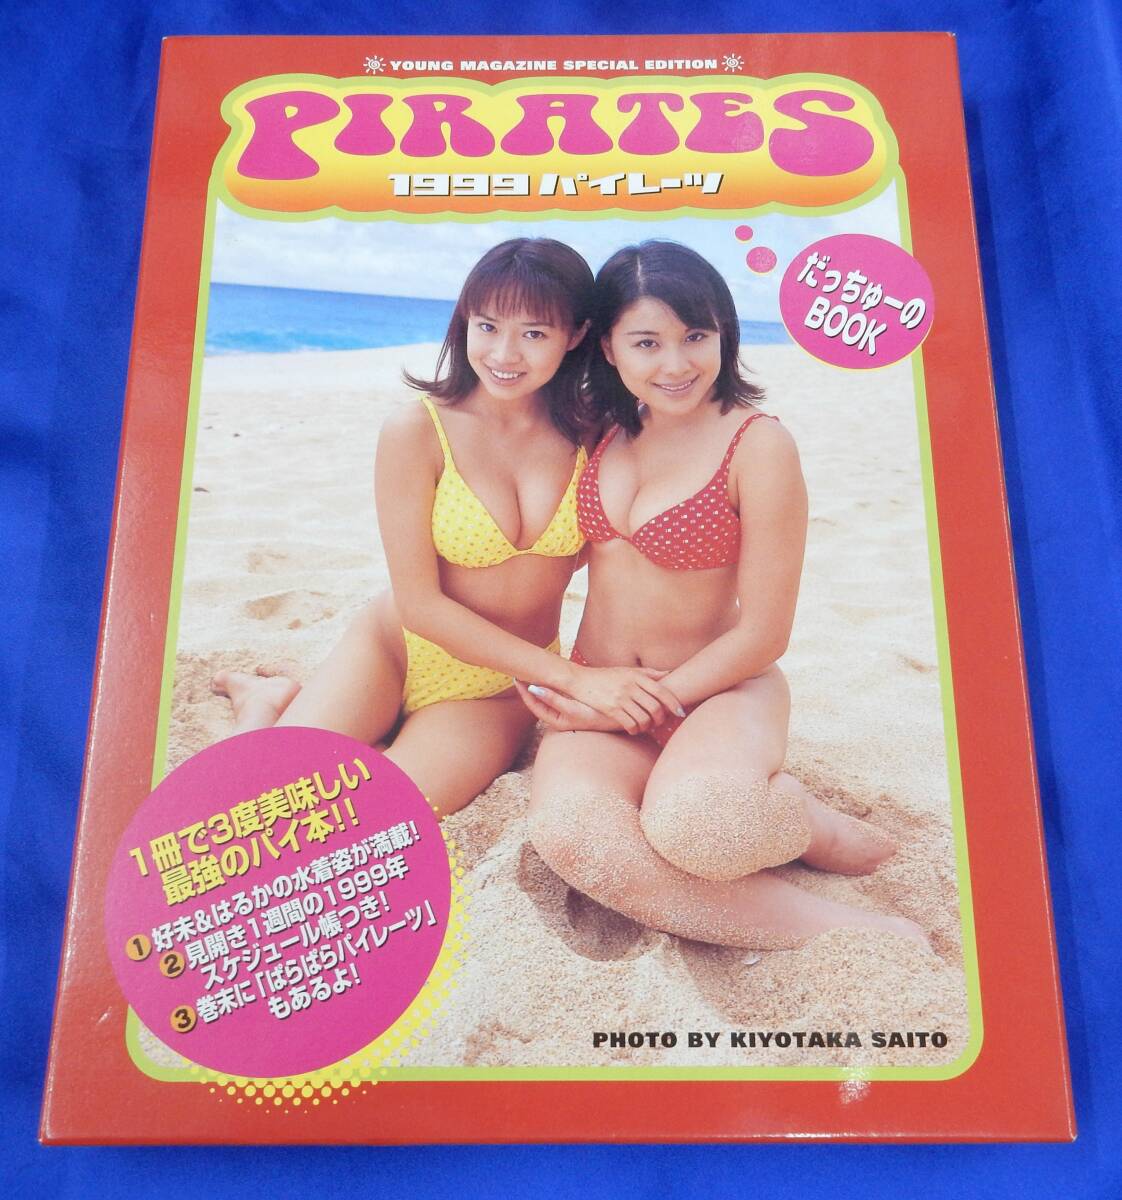 YOUNG MAGAZINE SPECIAL EDITION
PIRATES
1999 パイレーツ
だっちゅーの
BOOK
1冊で3度美味しい
最強のパイ本!!
1 好未&はるかの水着姿が満載!
2 見開き1週間の1999年
スケジュール帳つき!
3 巻末に「ぱらぱらパイレーツ」
もあるよ!
PHOTO BY KIYOTAKA SAITO